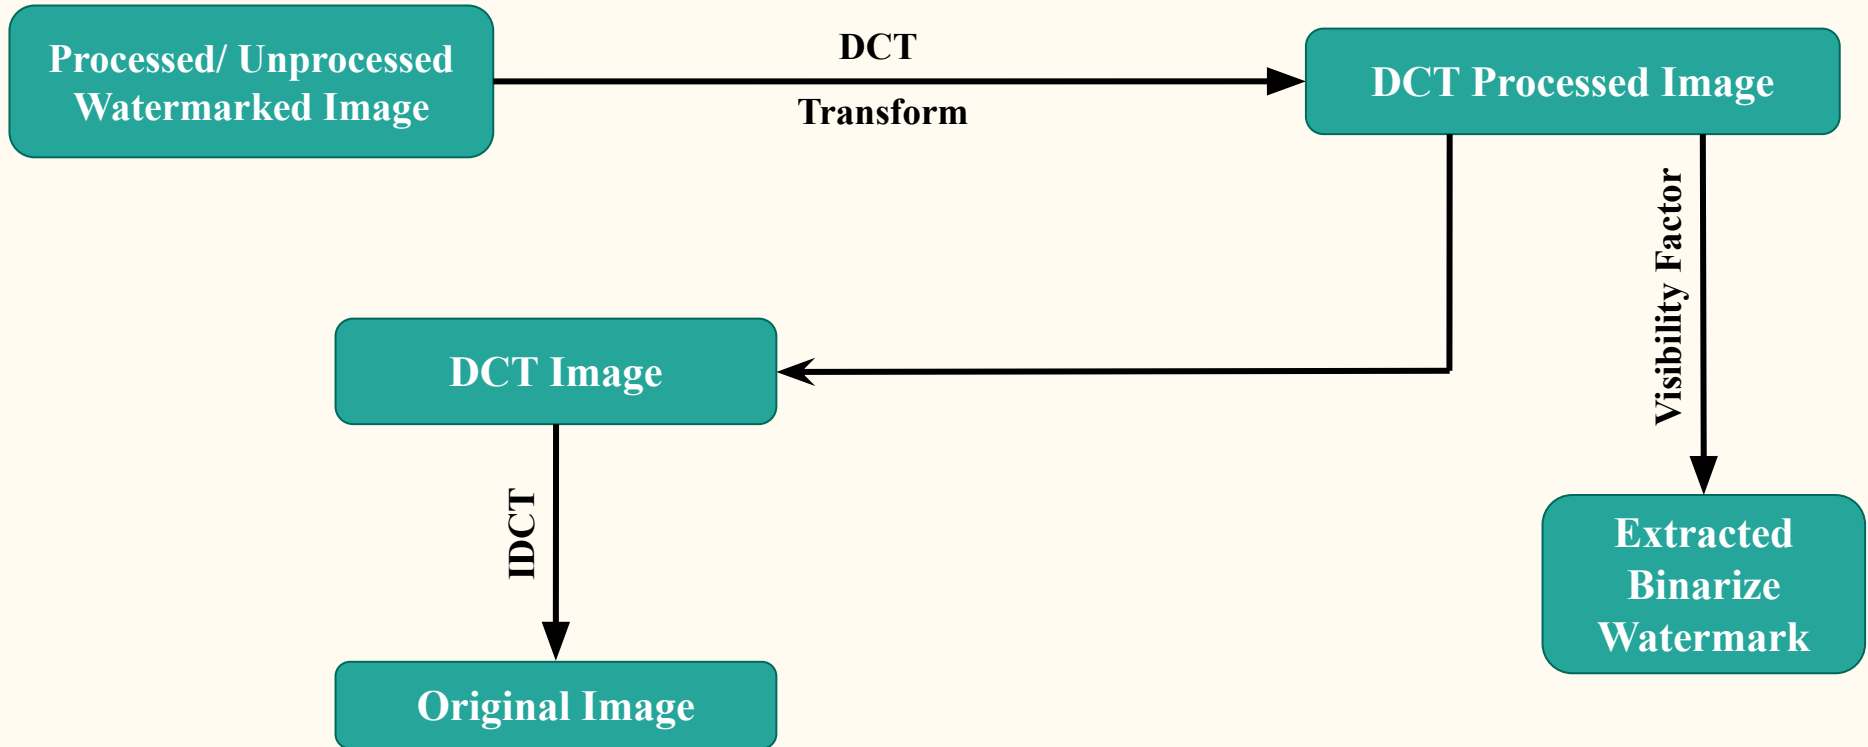 Processed/ Unprocessed
Watermarked Image
DCT
Transform
DCT Processed Image
Visibility Factor
DCT Image
IDCT
Extracted
Binarize
Watermark
Original Image